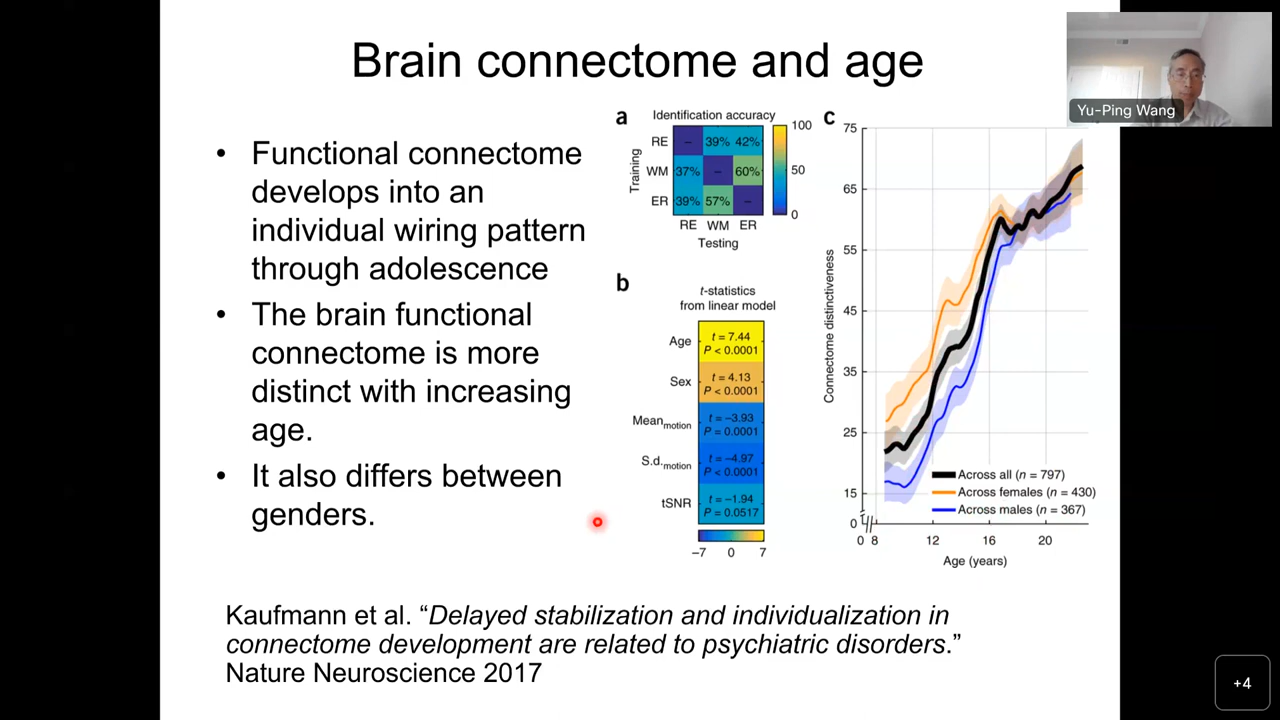 Brain connectome and age
Yu-Ping Wang
• Functional connectome
develops into an
individual wiring pattern
through adolescence
• The brain functional
connectome is more
distinct with increasing
age.
• It also differs between
genders.
a
Identification accuracy
Training
RE – 39% 42%
WM 37% – 60%
ER 39% 57% –
RE WM ER
Testing
100
50
0
b
t-statistics
from linear model
Age t = 7.44
P < 0.0001
Sex t = 4.13
P < 0.0001
Mean motion t = –3.93
P = 0.0001
S.d. motion t = –4.97
P < 0.0001
tSNR t = –1.94
P = 0.0517
–7 0 7
c
Connectome distinctiveness
75
65
55
45
35
25
15
0
Across all (n = 797)
Across females (n = 430)
Across males (n = 367)
0 8 12 16 20
Age (years)
Kaufmann et al. “Delayed stabilization and individualization in
connectome development are related to psychiatric disorders.”
Nature Neuroscience 2017
+4